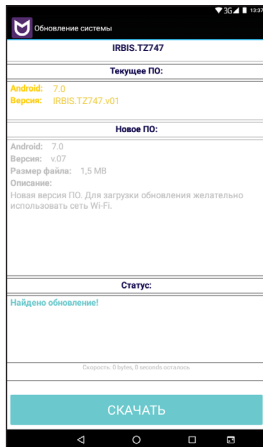 3G 13:37
Обновление системы
IRBIS.TZ747
Текущее ПО:
Android: 7.0
Версия: IRBIS.TZ747.v01
Новое ПО:
Android: 7.0
Версия: v.07
Размер файла: 1,5 MB
Описание:
Новая версия ПО. Для загрузки обновления желательно
использовать сеть Wi-Fi.
Статус:
Найдено обновление!
Скорость: 0 bytes, 0 seconds осталось.
СКАЧАТЬ